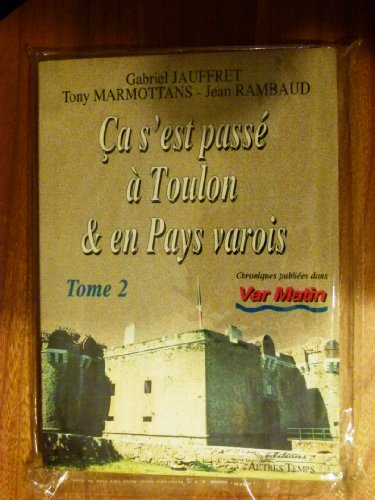 Gabriel JAUFFRET
Tony MARMOTTANS - Jean RAMBAUD
Ça s'est passé
à Toulon
& en Pays varois
Chroniques publiées dans
Var Matin
Tome 2
éditions
AUTRES TEMPS